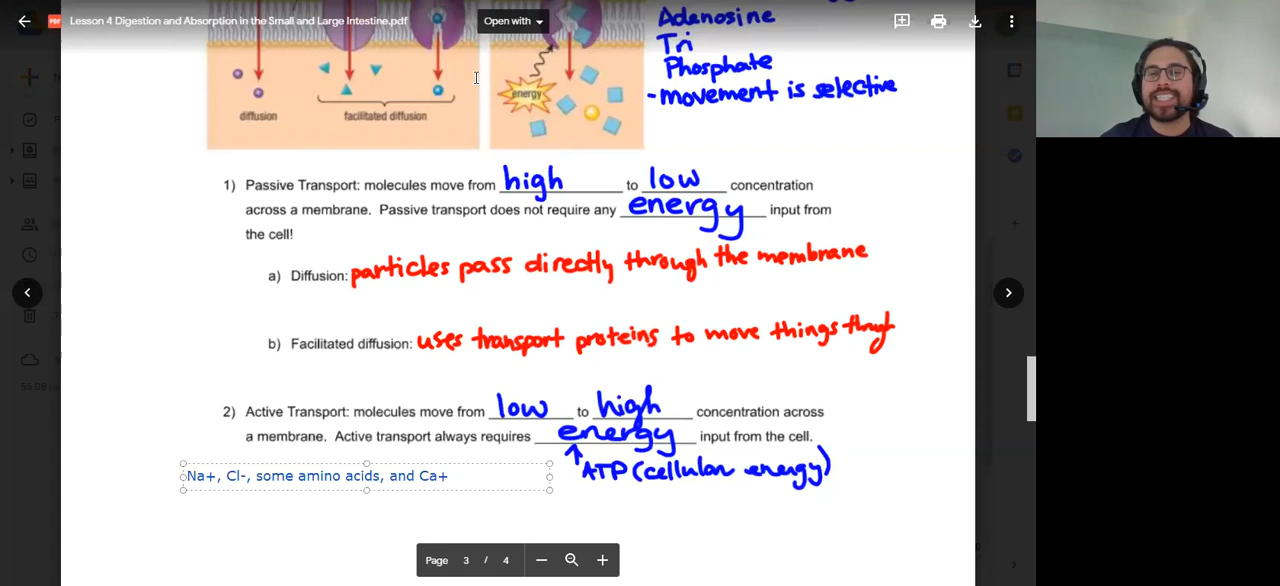 Lesson 4 Digestion and Absorption in the Small and Large Intestine.pdf
Open with
Adenosine
Tri
Phosphate
- movement is selective
energy
diffusion
facilitated diffusion
1) Passive Transport: molecules move from high to low concentration
across a membrane. Passive transport does not require any energy input from
the cell!
a) Diffusion: particles pass directly through the membrane
b) Facilitated diffusion: uses transport proteins to move things through
2) Active Transport: molecules move from low to high concentration across
a membrane. Active transport always requires energy input from the cell.
ATP (cellular energy)
Na+, Cl-, some amino acids, and Ca+
Page 3 / 4